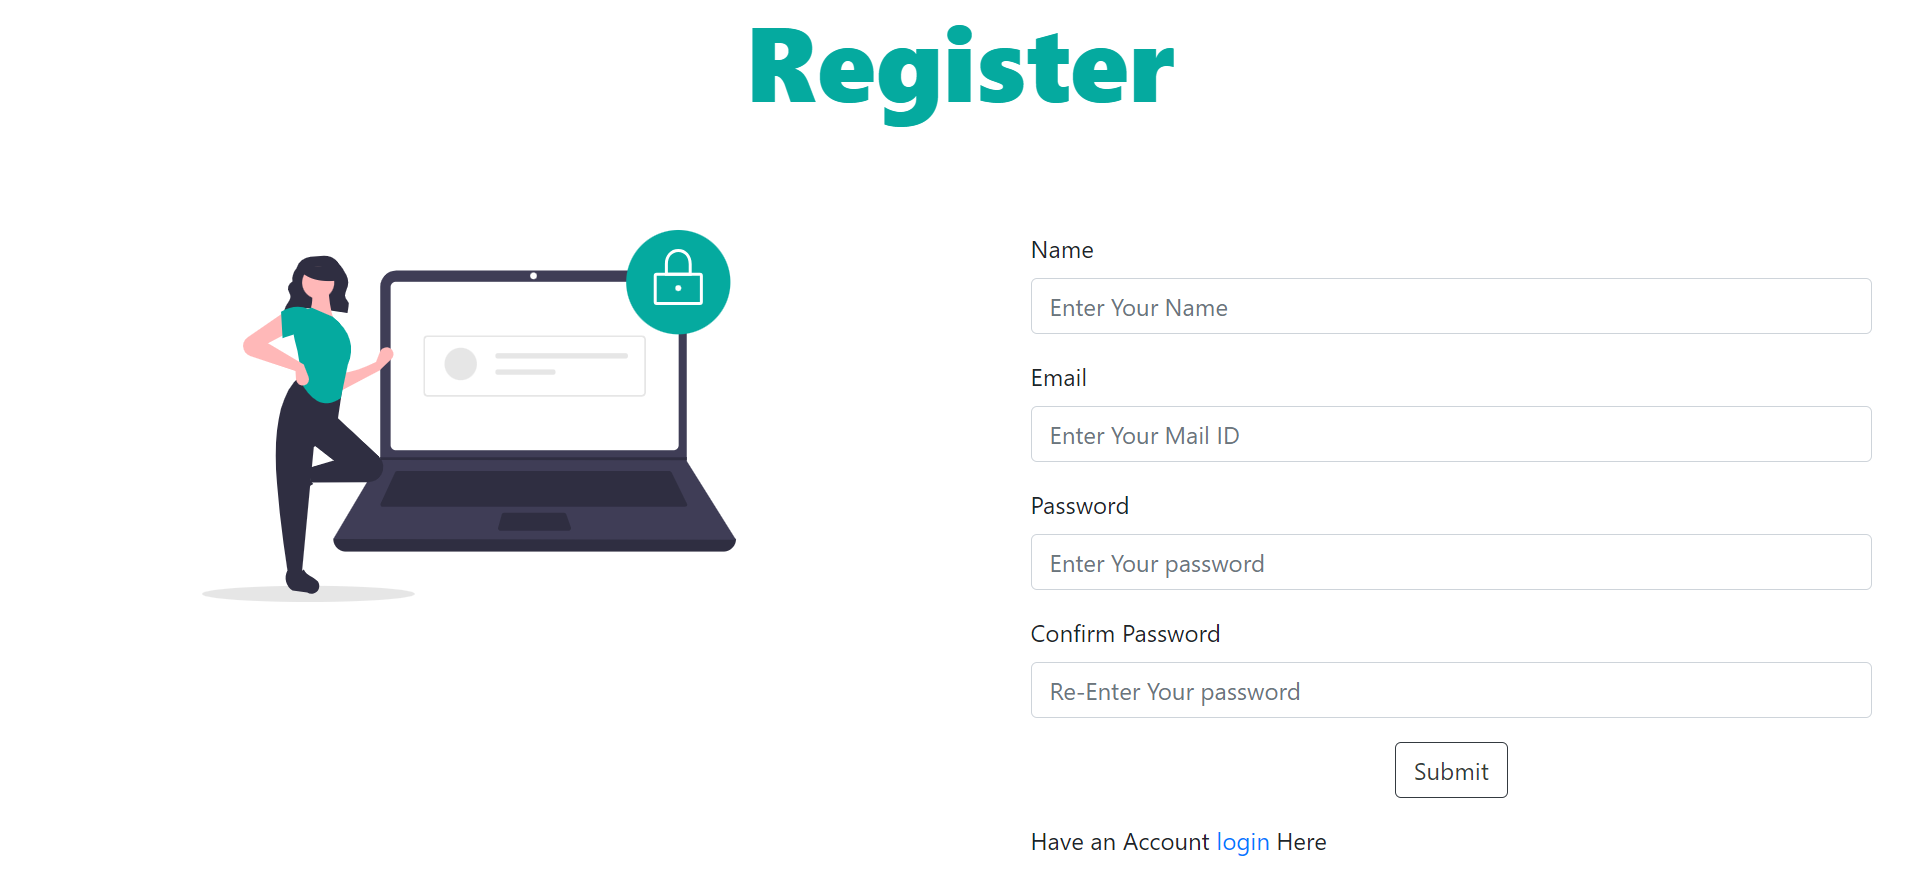 Register
Name
Enter Your Name
Email
Enter Your Mail ID
Password
Enter Your password
Confirm Password
Re-Enter Your password
Submit
Have an Account login Here